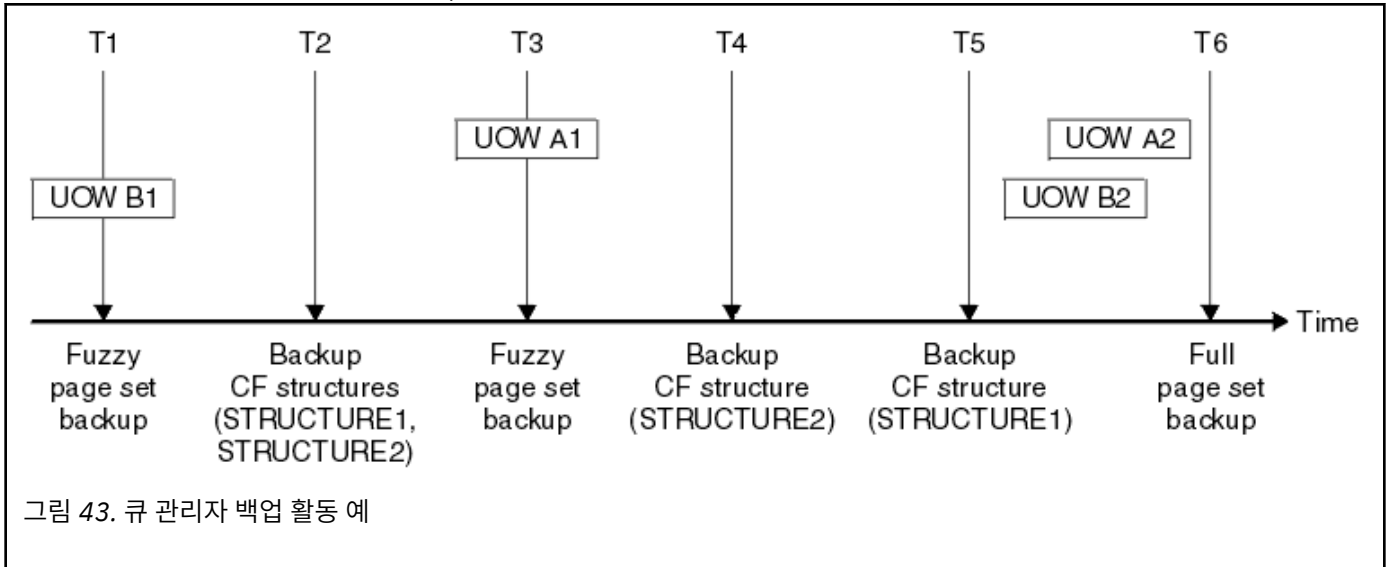 T1 T2 T3 T4 T5 T6
UOW A1
UOW A2
UOW B1
UOW B2
Time
Fuzzy
page set
backup
Backup
CF structures
(STRUCTURE1,
STRUCTURE2)
Fuzzy
page set
backup
Backup
CF structure
(STRUCTURE2)
Backup
CF structure
(STRUCTURE1)
Full
page set
backup
그림 43. 큐 관리자 백업 활동 예